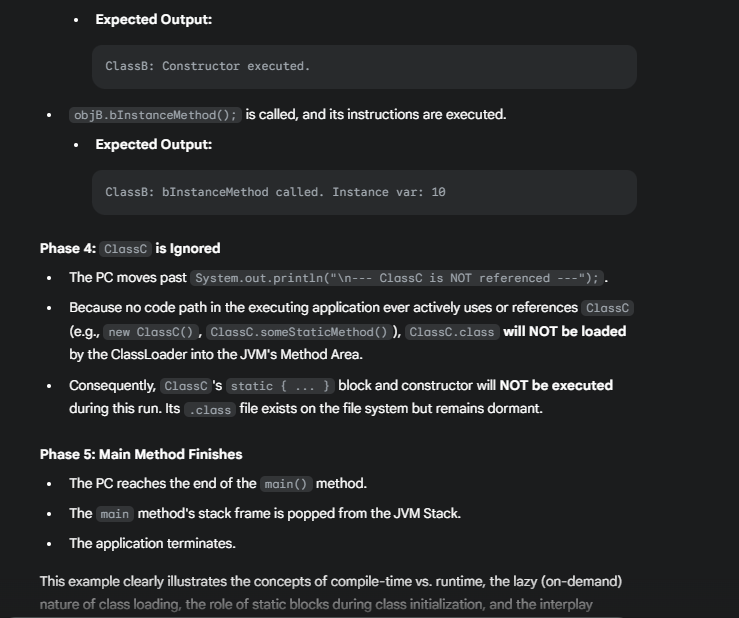 Expected Output:
ClassB: Constructor executed.
objB.bInstanceMethod(); is called, and its instructions are executed.
Expected Output:
ClassB: bInstanceMethod called. Instance var: 10
Phase 4: ClassC is Ignored
The PC moves past System.out.println("\n--- ClassC is NOT referenced ---");.
Because no code path in the executing application ever actively uses or references ClassC
(e.g., new ClassC(), ClassC.someStaticMethod()), ClassC.class will NOT be loaded
by the ClassLoader into the JVM's Method Area.
Consequently, ClassC's static { ... } block and constructor will NOT be executed
during this run. Its .class file exists on the file system but remains dormant.
Phase 5: Main Method Finishes
The PC reaches the end of the main() method.
The main method's stack frame is popped from the JVM Stack.
The application terminates.
This example clearly illustrates the concepts of compile-time vs. runtime, the lazy (on-demand)
nature of class loading, the role of static blocks during class initialization, and the interplay